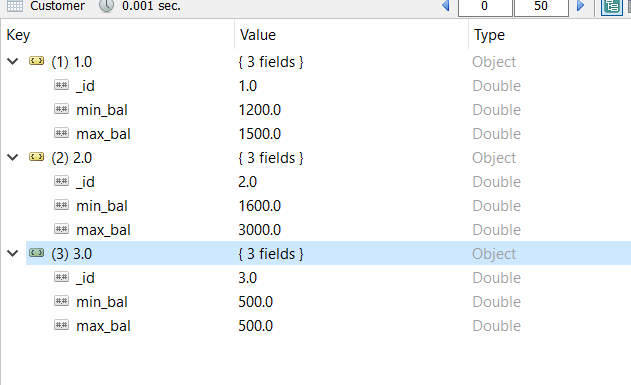 Customer 0.001 sec. 0 50
Key Value Type
(1) 1.0 { 3 fields } Object
_id 1.0 Double
min_bal 1200.0 Double
max_bal 1500.0 Double
(2) 2.0 { 3 fields } Object
_id 2.0 Double
min_bal 1600.0 Double
max_bal 3000.0 Double
(3) 3.0 { 3 fields } Object
_id 3.0 Double
min_bal 500.0 Double
max_bal 500.0 Double